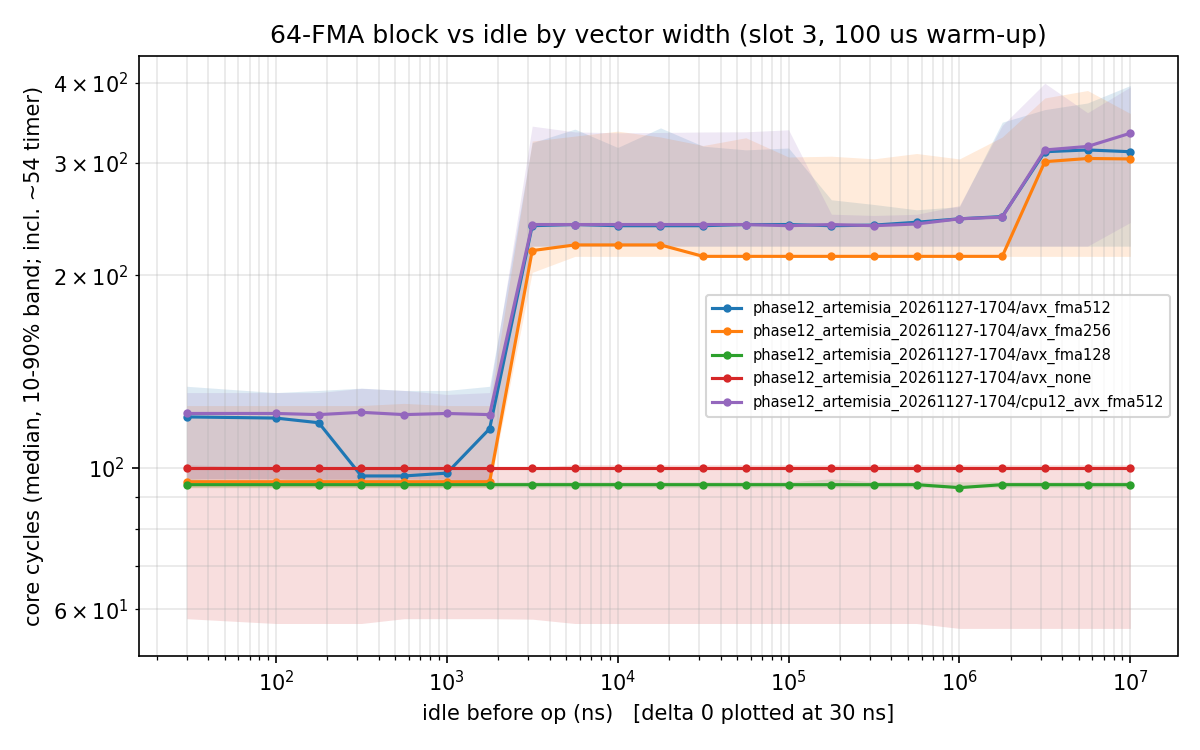 64-FMA block vs idle by vector width (slot 3, 100 us warm-up)
core cycles (median, 10-90% band; incl. ~54 timer)
4 × 10²
3 × 10²
2 × 10²
10²
6 × 10¹
phase12_artemisia_20261127-1704/avx_fma512
phase12_artemisia_20261127-1704/avx_fma256
phase12_artemisia_20261127-1704/avx_fma128
phase12_artemisia_20261127-1704/avx_none
phase12_artemisia_20261127-1704/cpu12_avx_fma512
10² 10³ 10⁴ 10⁵ 10⁶ 10⁷
idle before op (ns)   [delta 0 plotted at 30 ns]